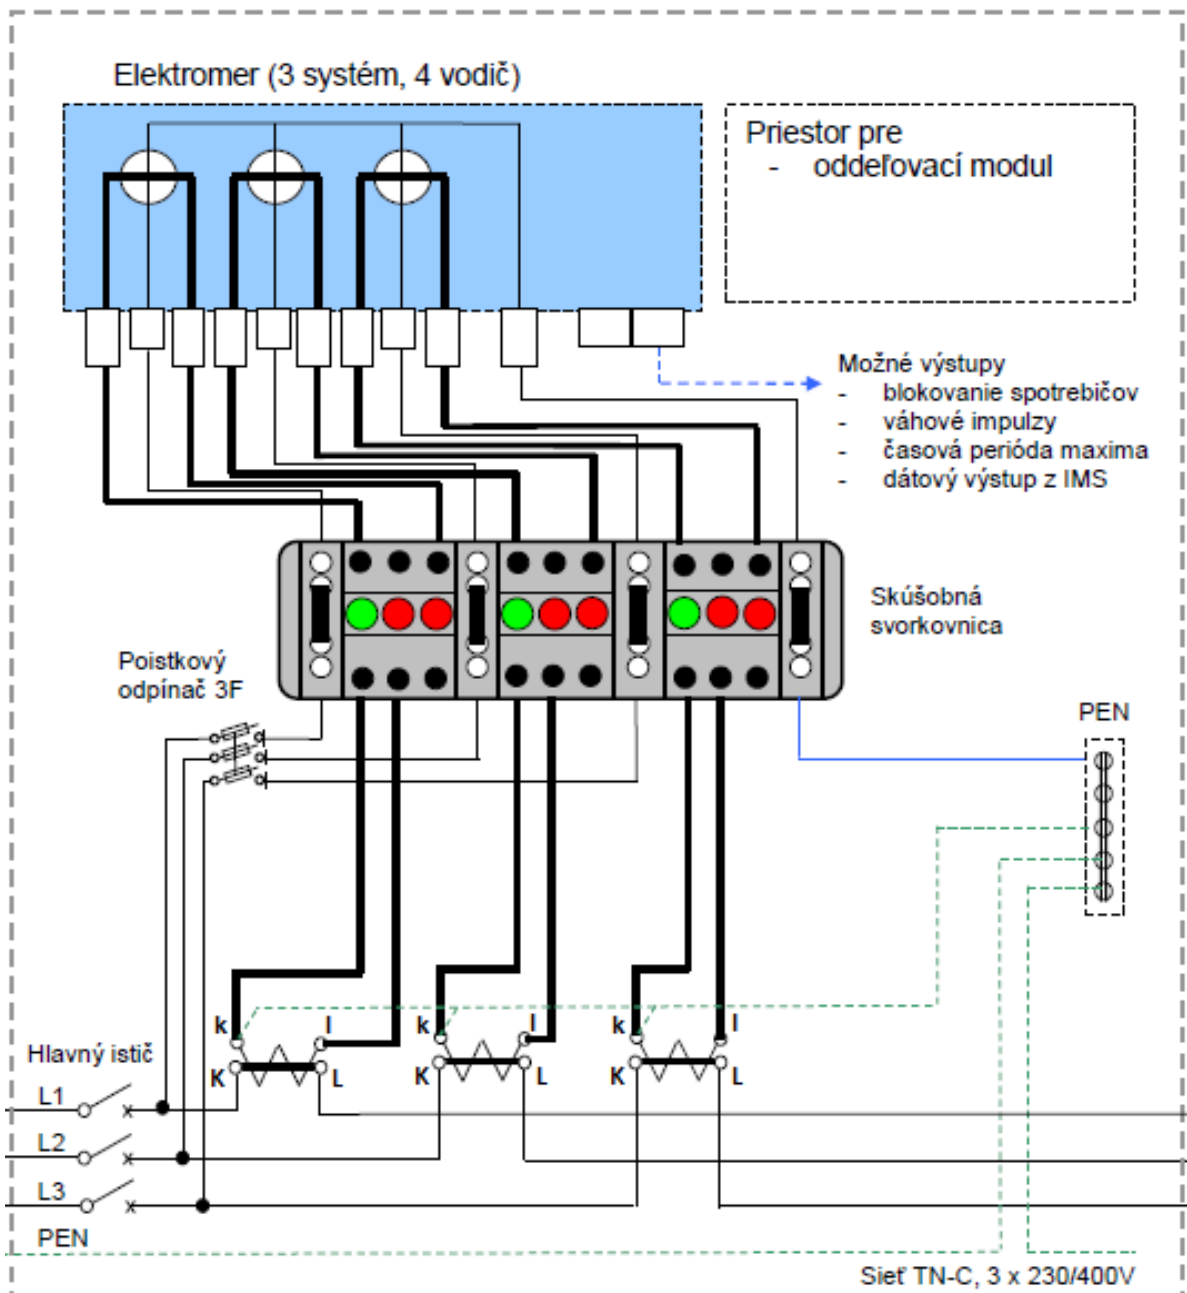 Elektromer (3 systém, 4 vodič)
Priestor pre
- oddeľovací modul
Možné výstupy
- blokovanie spotrebičov
- váhové impulzy
- časová perióda maxima
- dátový výstup z IMS
Skúšobná
svorkovnica
Poistkový
odpínač 3F
PEN
k l k l k l
Hlavný istič
K L K L K L
L1
L2
L3
PEN
Sieť TN-C, 3 x 230/400V